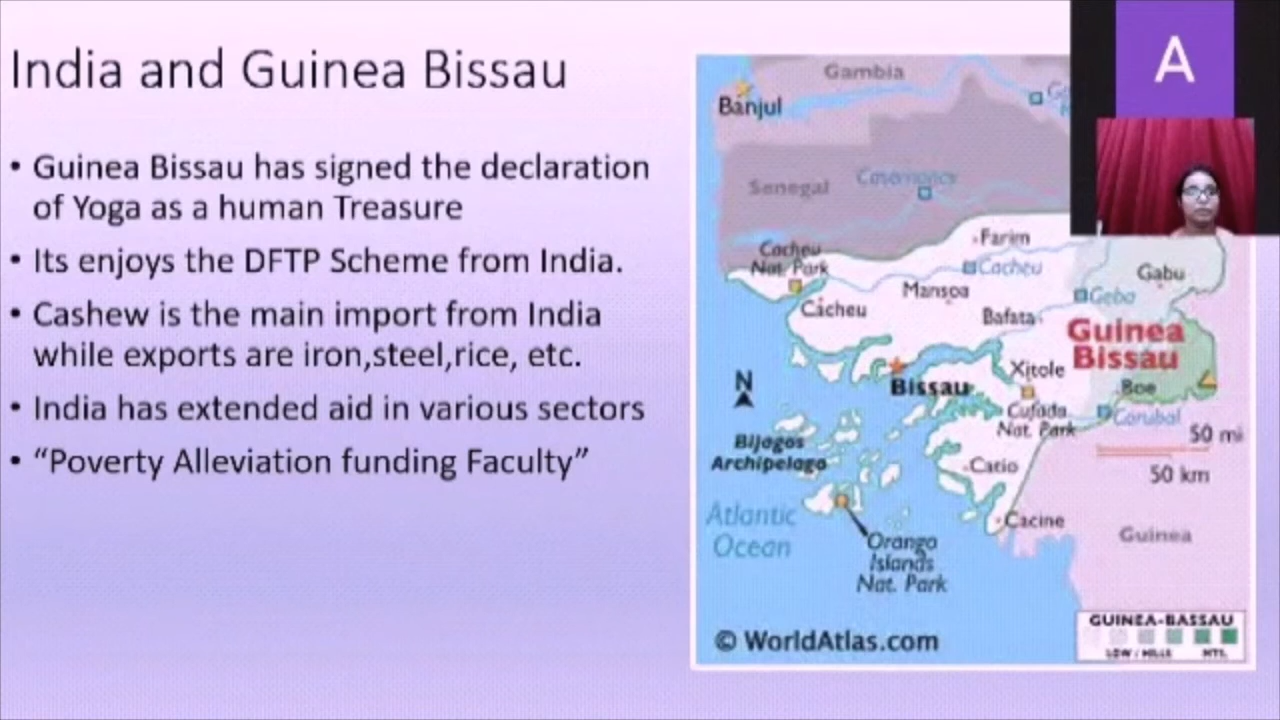 India and Guinea Bissau
• Guinea Bissau has signed the declaration
of Yoga as a human Treasure
• Its enjoys the DFTP Scheme from India.
• Cashew is the main import from India
while exports are iron,steel,rice, etc.
• India has extended aid in various sectors
• “Poverty Alleviation funding Faculty”
A
Gambia
Banjul
Senegal
Casamance
Farim
Cacheu
Nat. Park
Cacheu
Gabu
Mansoa
Geba
Cacheu
Bafata
Guinea
Bissau
Xitole
Bissau
Boe
N
Cufada
Nat. Park
Corubal
50 mi
Bijagos
Archipelago
Catio
50 km
Atlantic
Ocean
Cacine
Guinea
Orango
Islands
Nat. Park
GUINEA-BASSAU
LOW / HILLS MTS.
© WorldAtlas.com